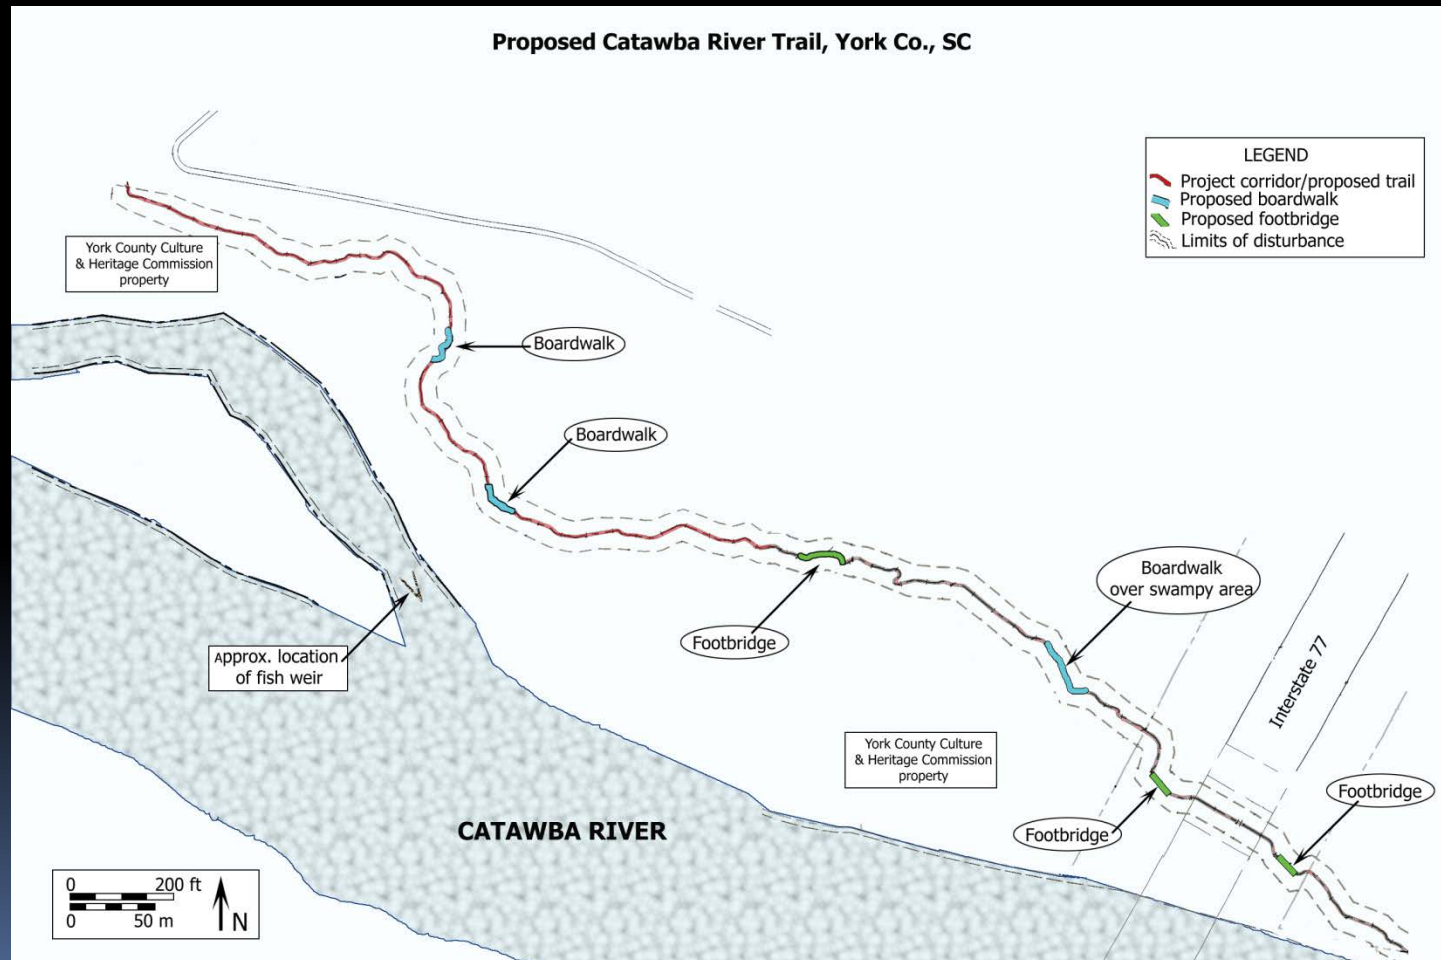 Proposed Catawba River Trail, York Co., SC
LEGEND
Project corridor/proposed trail
Proposed boardwalk
Proposed footbridge
Limits of disturbance
York County Culture
& Heritage Commission
property
Boardwalk
Boardwalk
Footbridge
Boardwalk
over swampy area
Interstate 77
Approx. location
of fish weir
York County Culture
& Heritage Commission
property
Footbridge
Footbridge
CATAWBA RIVER
0 200 ft
0 50 m
N